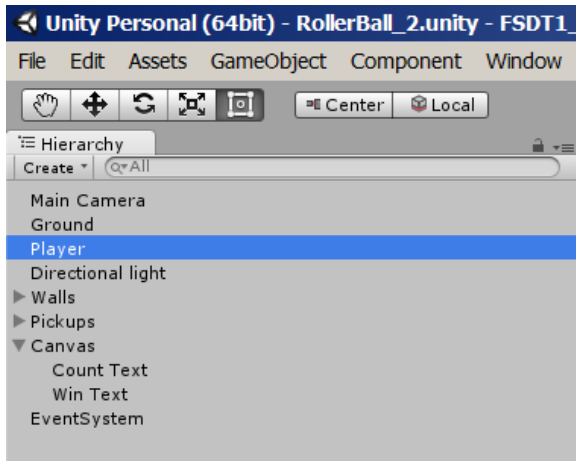 Unity Personal (64bit) - RollerBall_2.unity - FSDT1_
File Edit Assets GameObject Component Window
Center Local
Hierarchy
Create All
Main Camera
Ground
Player
Directional light
Walls
Pickups
Canvas
Count Text
Win Text
EventSystem